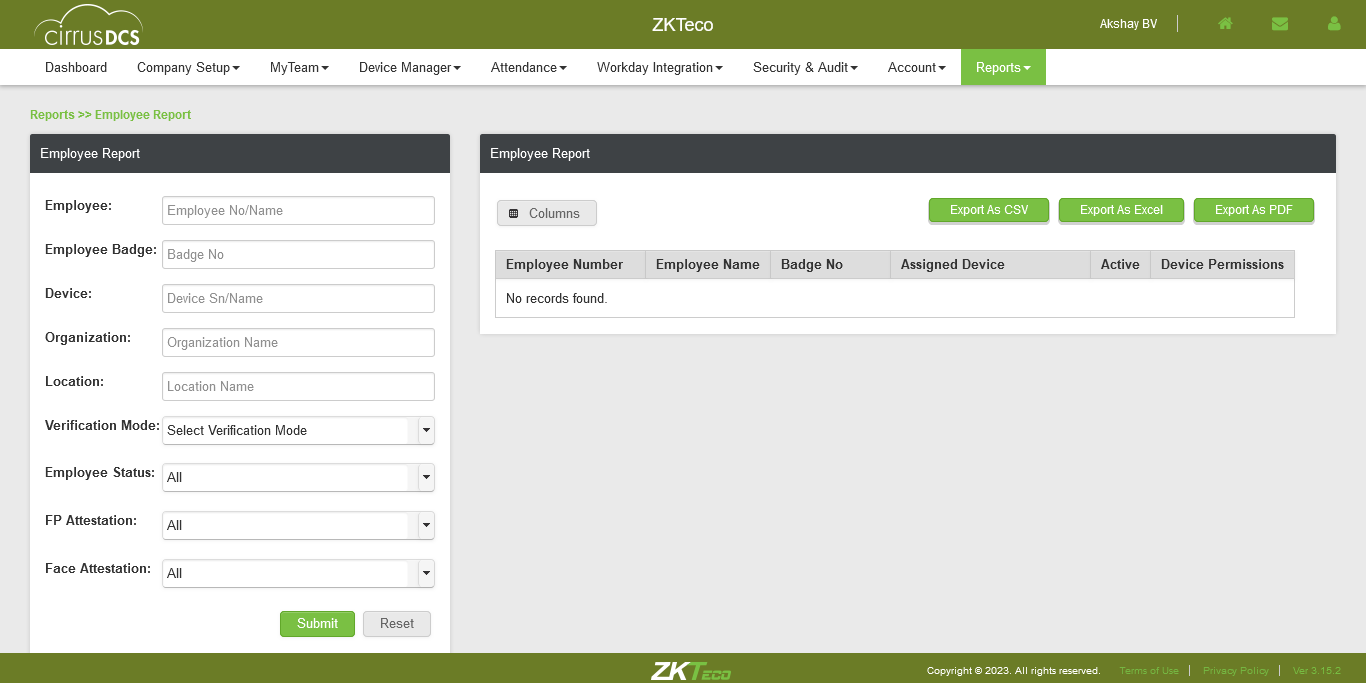 cirrusDCS
ZKTeco
Akshay BV
Dashboard Company Setup MyTeam Device Manager Attendance Workday Integration Security & Audit Account Reports
Reports >> Employee Report
Employee Report
Employee: Employee No/Name
Employee Badge: Badge No
Device: Device Sn/Name
Organization: Organization Name
Location: Location Name
Verification Mode: Select Verification Mode
Employee Status: All
FP Attestation: All
Face Attestation: All
Submit Reset
Employee Report
Columns Export As CSV Export As Excel Export As PDF
Employee Number Employee Name Badge No Assigned Device Active Device Permissions
No records found.
ZKTeco
Copyright © 2023. All rights reserved. Terms of Use Privacy Policy Ver 3.15.2